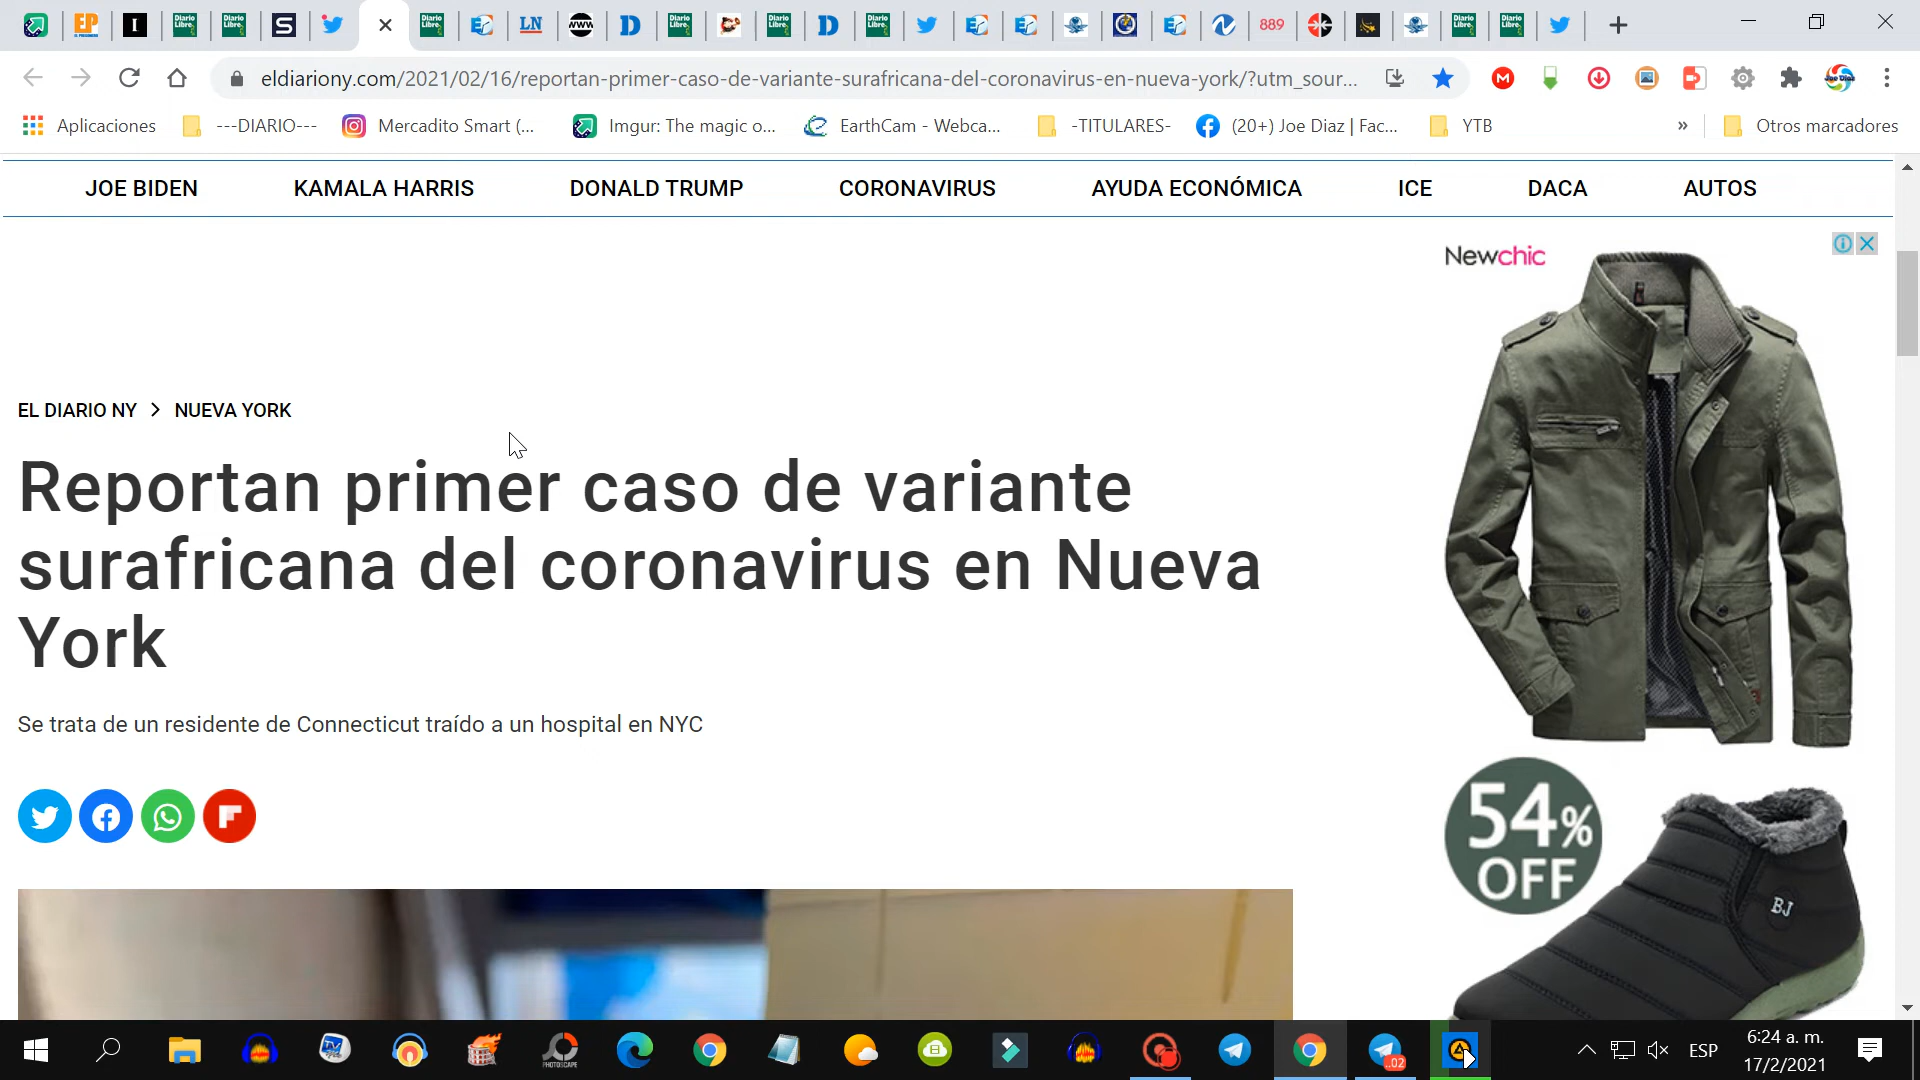 eldiariony.com/2021/02/16/reportan-primer-caso-de-variante-surafricana-del-coronavirus-en-nueva-york/?utm_sour...
Aplicaciones
---DIARIO---
Mercadito Smart (...
Imgur: The magic o...
EarthCam - Webca...
-TITULARES-
(20+) Joe Diaz | Fac...
YTB
»
Otros marcadores
JOE BIDEN
KAMALA HARRIS
DONALD TRUMP
CORONAVIRUS
AYUDA ECONÓMICA
ICE
DACA
AUTOS
Newchic
EL DIARIO NY > NUEVA YORK
Reportan primer caso de variante
surafricana del coronavirus en Nueva
York
Se trata de un residente de Connecticut traído a un hospital en NYC
54%
OFF
BJ
ESP
6:24 a. m.
17/2/2021